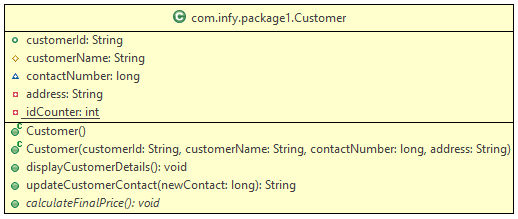 com.infy.package1.Customer
customerId: String
customerName: String
contactNumber: long
address: String
idCounter: int
Customer()
Customer(customerId: String, customerName: String, contactNumber: long, address: String)
displayCustomerDetails(): void
updateCustomerContact(newContact: long): String
calculateFinalPrice(): void